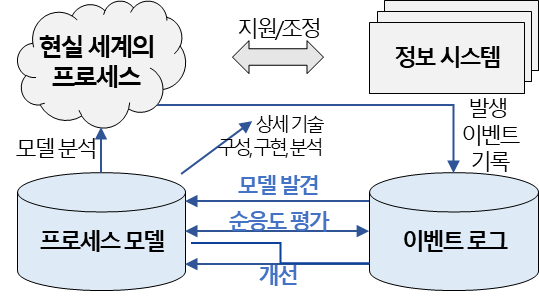 현실 세계의
프로세스
지원/조정
정보 시스템
모델 분석
상세 기술
구성,구현,분석
발생
이벤트
기록
모델 발견
순응도 평가
개선
프로세스 모델
이벤트 로그